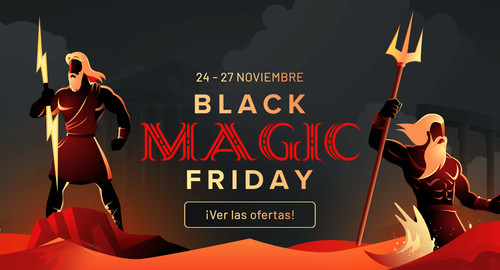 24 - 27 NOVIEMBRE
BLACK
MAGIC
FRIDAY
¡Ver las ofertas!